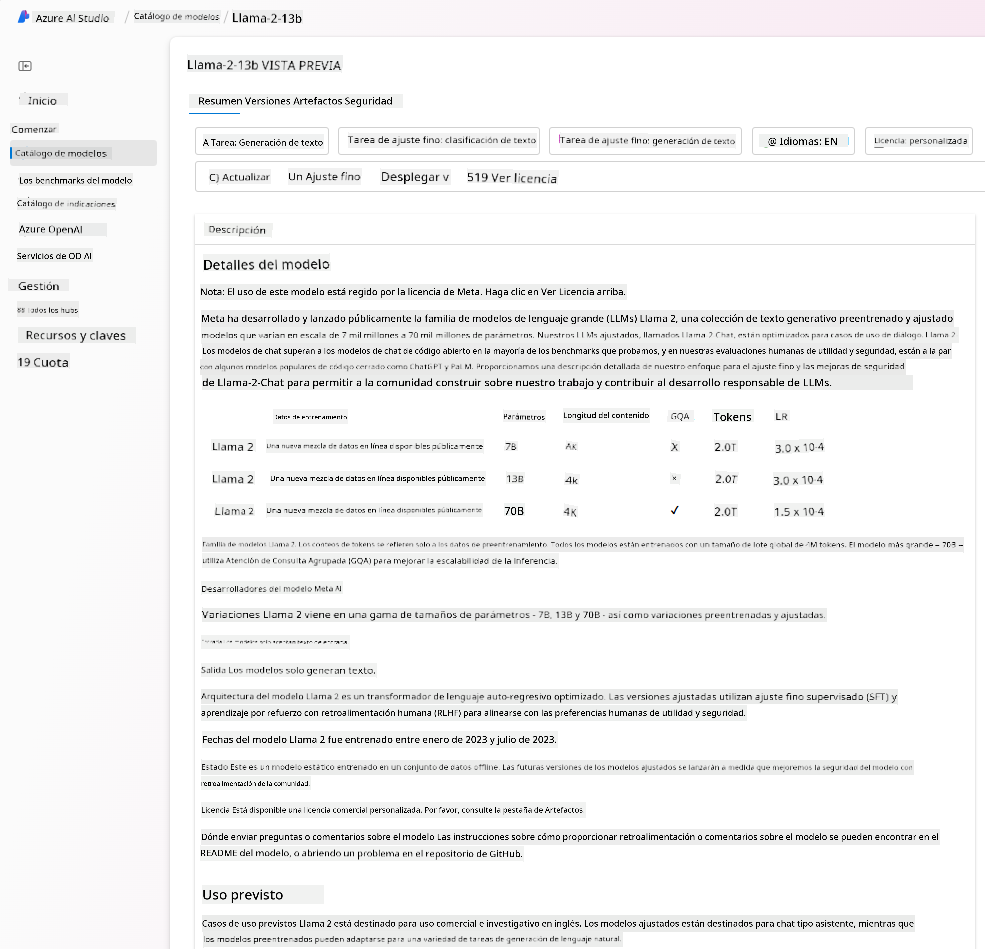 Azure AI Studio / Catálogo de modelos / Llama-2-13b
Inicio
Comenzar
Catálogo de modelos
Los benchmarks del modelo
Catálogo de indicaciones
Azure OpenAI
Servicios de OD AI
Gestión
88 Todos los hubs
Recursos y claves
19 Cuota
Llama-2-13b VISTA PREVIA
Resumen Versiones Artefactos Seguridad
A Tarea: Generación de texto
Tarea de ajuste fino: clasificación de texto
Tarea de ajuste fino: generación de texto
@ Idiomas: EN
Licencia: personalizada
C) Actualizar Un Ajuste fino Desplegar v 519 Ver licencia
Descripción
Detalles del modelo
Nota: El uso de este modelo está regido por la licencia de Meta. Haga clic en Ver Licencia arriba.
Meta ha desarrollado y lanzado públicamente la familia de modelos de lenguaje grande (LLMs) Llama 2, una colección de texto generativo preentrenado y ajustado
modelos que varían en escala de 7 mil millones a 70 mil millones de parámetros. Nuestros LLMs ajustados, llamados Llama-2-Chat, están optimizados para casos de uso de diálogo. Llama-2
Los modelos de chat superan a los modelos de chat de código abierto en la mayoría de los benchmarks que probamos, y en nuestras evaluaciones humanas de utilidad y seguridad, están a la par
con algunos modelos populares de código cerrado como ChatGPT y PaLM. Proporcionamos una descripción detallada de nuestro enfoque para el ajuste fino y las mejoras de seguridad
de Llama-2-Chat para permitir a la comunidad construir sobre nuestro trabajo y contribuir al desarrollo responsable de LLMs.
Datos de entrenamiento Parámetros Longitud del contenido GQA Tokens LR
Llama 2 Una nueva mezcla de datos en línea disponibles públicamente 7B 4K X 2.0T 3.0 x 10-4
Llama 2 Una nueva mezcla de datos en línea disponibles públicamente 13B 4k × 2.0T 3.0 x 10-4
Llama 2 Una nueva mezcla de datos en línea disponibles públicamente 70B 4K ✓ 2.0T 1.5 x 10-4
Familia de modelos Llama 2. Los conteos de tokens se refieren solo a los datos de preentrenamiento. Todos los modelos están entrenados con un tamaño de lote global de 4M tokens. El modelo más grande – 70B –
utiliza Atención de Consulta Agrupada (GQA) para mejorar la escalabilidad de la inferencia.
Desarrolladores del modelo Meta AI
Variaciones Llama 2 viene en una gama de tamaños de parámetros - 7B, 13B y 70B - así como variaciones preentrenadas y ajustadas.
Entrada Los modelos solo aceptan texto de entrada.
Salida Los modelos solo generan texto.
Arquitectura del modelo Llama 2 es un transformador de lenguaje auto-regresivo optimizado. Las versiones ajustadas utilizan ajuste fino supervisado (SFT) y
aprendizaje por refuerzo con retroalimentación humana (RLHF) para alinearse con las preferencias humanas de utilidad y seguridad.
Fechas del modelo Llama 2 fue entrenado entre enero de 2023 y julio de 2023.
Estado Este es un modelo estático entrenado en un conjunto de datos offline. Las futuras versiones de los modelos ajustados se lanzarán a medida que mejoremos la seguridad del modelo con
retroalimentación de la comunidad.
Licencia Está disponible una licencia comercial personalizada. Por favor, consulte la pestaña de Artefactos.
Dónde enviar preguntas o comentarios sobre el modelo Las instrucciones sobre cómo proporcionar retroalimentación o comentarios sobre el modelo se pueden encontrar en el
README del modelo, o abriendo un problema en el repositorio de GitHub.
Uso previsto
Casos de uso previstos Llama 2 está destinado para uso comercial e investigativo en inglés. Los modelos ajustados están destinados para chat tipo asistente, mientras que
los modelos preentrenados pueden adaptarse para una variedad de tareas de generación de lenguaje natural.